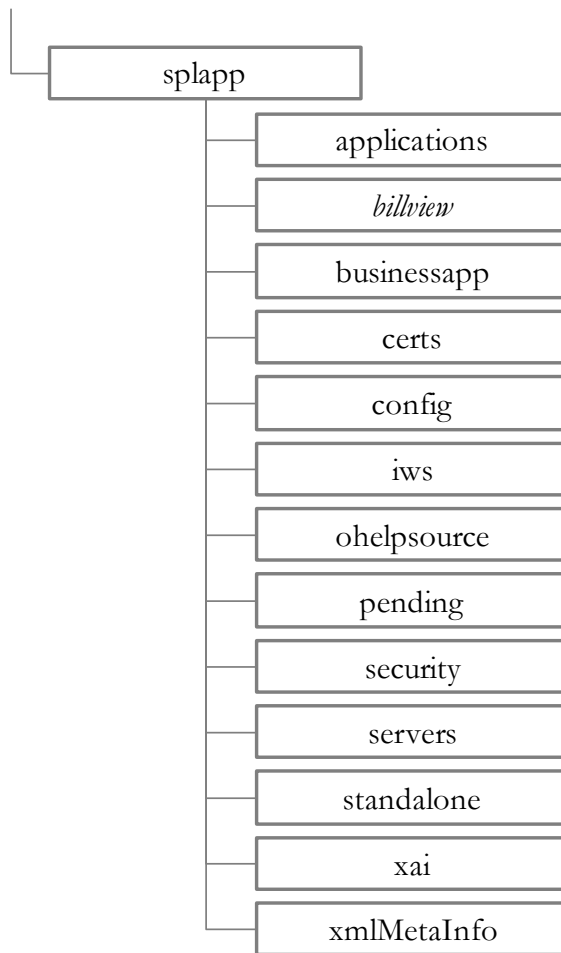 splapp
applications
billview
businessapp
certs
config
iws
ohelpsource
pending
security
servers
standalone
xai
xmlMetaInfo